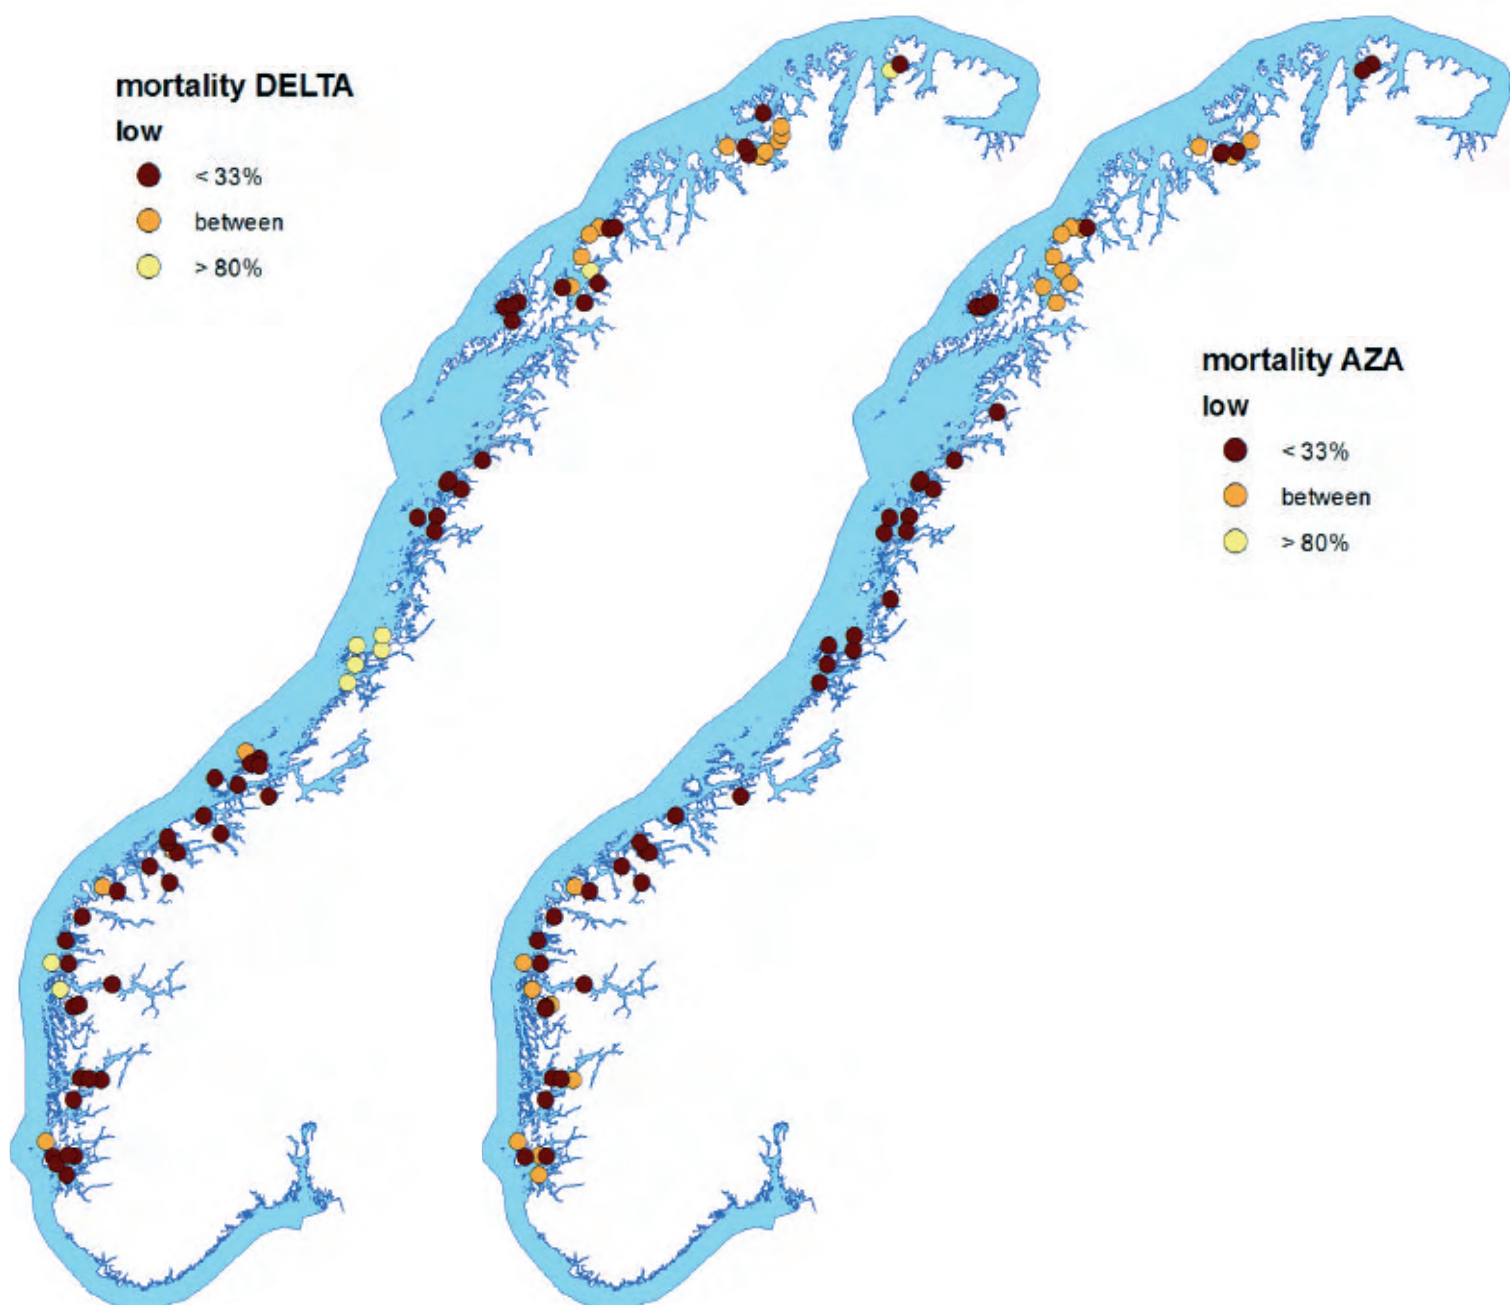 mortality DELTA
low
< 33%
between
> 80%
mortality AZA
low
< 33%
between
> 80%